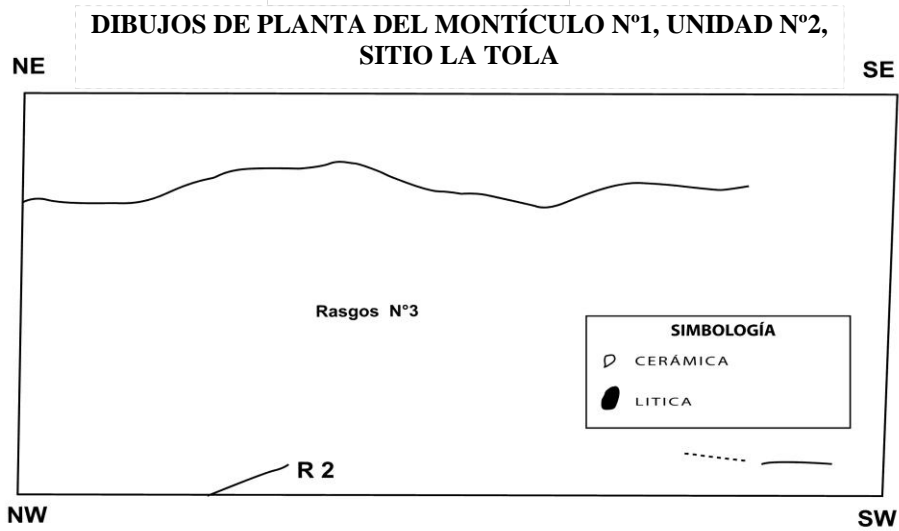 DIBUJOS DE PLANTA DEL MONTÍCULO Nº1, UNIDAD Nº2,
SITIO LA TOLA
NE
SE
Rasgos N°3
SIMBOLOGÍA
CERÁMICA
LITICA
R 2
NW
SW